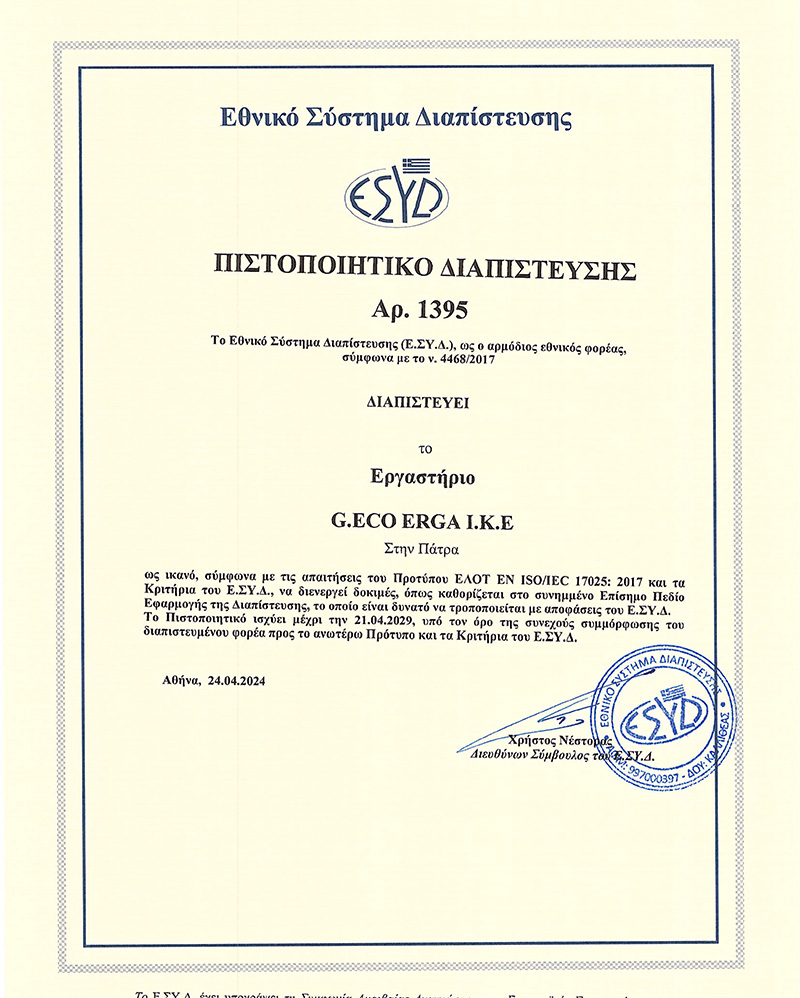 Εθνικό Σύστημα Διαπίστευσης
ESYD
ΠΙΣΤΟΠΟΙΗΤΙΚΟ ΔΙΑΠΙΣΤΕΥΣΗΣ
Αρ. 1395
Το Εθνικό Σύστημα Διαπίστευσης (Ε.ΣΥ.Δ.), ως ο αρμόδιος εθνικός φορέας,
σύμφωνα με το ν. 4468/2017
ΔΙΑΠΙΣΤΕΥΕΙ
το
Εργαστήριο
G.ECO ERGA Ι.Κ.Ε
Στην Πάτρα
ως ικανό, σύμφωνα με τις απαιτήσεις του Προτύπου ΕΛΟΤ EN ISO/IEC 17025: 2017 και τα
Κριτήρια του Ε.ΣΥ.Δ., να διενεργεί δοκιμές, όπως καθορίζεται στο συνημμένο Επίσημο Πεδίο
Εφαρμογής της Διαπίστευσης, το οποίο είναι δυνατό να τροποποιείται με αποφάσεις του Ε.ΣΥ.Δ.
Το Πιστοποιητικό ισχύει μέχρι την 21.04.2029, υπό τον όρο της συνεχούς συμμόρφωσης του
διαπιστευμένου φορέα προς το ανωτέρω Πρότυπο και τα Κριτήρια του Ε.ΣΥ.Δ.
Αθήνα, 24.04.2024
ΕΘΝΙΚΟ ΣΥΣΤΗΜΑ ΔΙΑΠΙΣΤΕΥΣΗΣ
ESYD
997000397 - ΔΟΥ: ΚΑΛΛΙΘΕΑΣ
Χρήστος Νέστορας
Διευθύνων Σύμβουλος του Ε.ΣΥ.Δ.